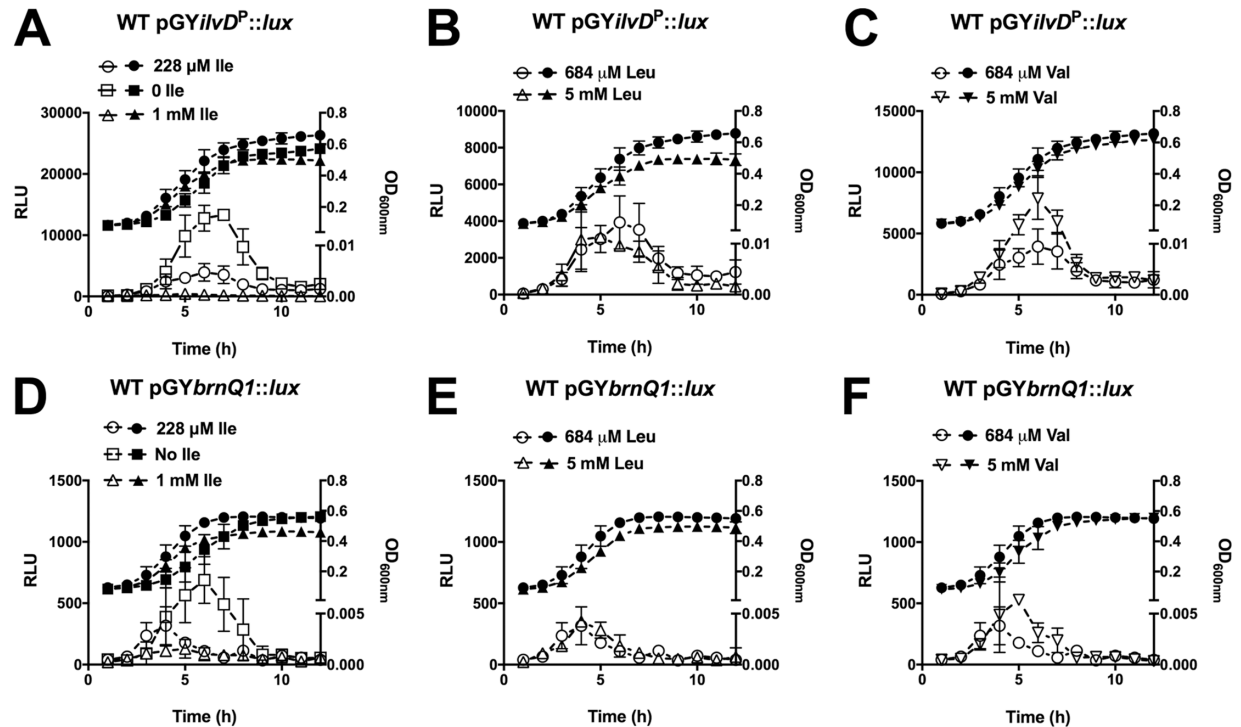 A
WT pGYilvDᴾ::lux
228 µM Ile
0 Ile
1 mM Ile
30000
20000
10000
0
RLU
0.8
0.6
0.4
0.2
0.01
0.00
OD600nm
0
5
10
Time (h)
B
WT pGYilvDᴾ::lux
684 µM Leu
5 mM Leu
10000
8000
6000
4000
2000
0
RLU
0.8
0.6
0.4
0.2
0.01
0.00
OD600nm
0
5
10
Time (h)
C
WT pGYilvDᴾ::lux
684 µM Val
5 mM Val
15000
10000
5000
0
RLU
0.8
0.6
0.4
0.2
0.01
0.00
OD600nm
0
5
10
Time (h)
D
WT pGYbrnQ1::lux
228 µM Ile
No Ile
1 mM Ile
1500
1000
500
0
RLU
0.8
0.6
0.4
0.2
0.005
0.000
OD600nm
0
5
10
Time (h)
E
WT pGYbrnQ1::lux
684 µM Leu
5 mM Leu
1500
1000
500
0
RLU
0.8
0.6
0.4
0.2
0.005
0.000
OD600nm
0
5
10
Time (h)
F
WT pGYbrnQ1::lux
684 µM Val
5 mM Val
1500
1000
500
0
RLU
0.8
0.6
0.4
0.2
0.005
0.000
OD600nm
0
5
10
Time (h)